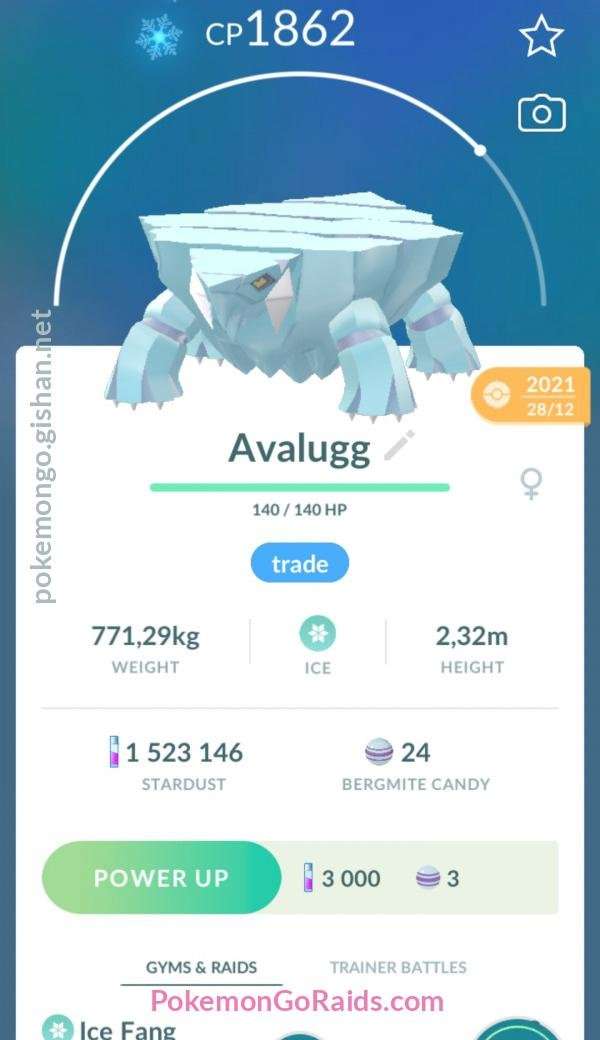 CP1862
2021
28/12
Avalugg
140 / 140 HP
trade
771,29kg
WEIGHT
ICE
2,32m
HEIGHT
1 523 146
STARDUST
24
BERGMITE CANDY
POWER UP
3 000
3
GYMS & RAIDS
TRAINER BATTLES
PokemonGoRaids.com
Ice Fang
pokemongo.gishan.net